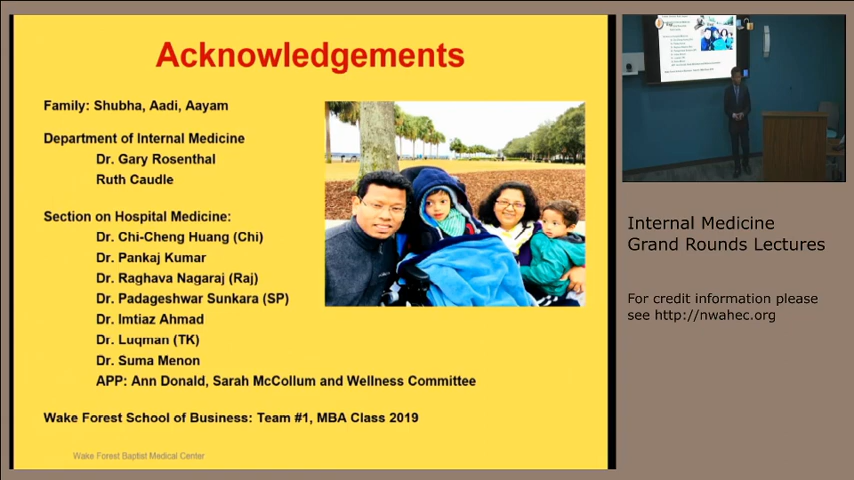 Acknowledgements
Family: Shubha, Aadi, Aayam
Department of Internal Medicine
Dr. Gary Rosenthal
Ruth Caudle
Section on Hospital Medicine:
Dr. Chi-Cheng Huang (Chi)
Dr. Pankaj Kumar
Dr. Raghava Nagaraj (Raj)
Dr. Padageshwar Sunkara (SP)
Dr. Imtiaz Ahmad
Dr. Luqman (TK)
Dr. Suma Menon
APP: Ann Donald, Sarah McCollum and Wellness Committee
Wake Forest School of Business: Team #1, MBA Class 2019
Wake Forest Baptist Medical Center
Internal Medicine
Grand Rounds Lectures
For credit information please
see http://nwahec.org